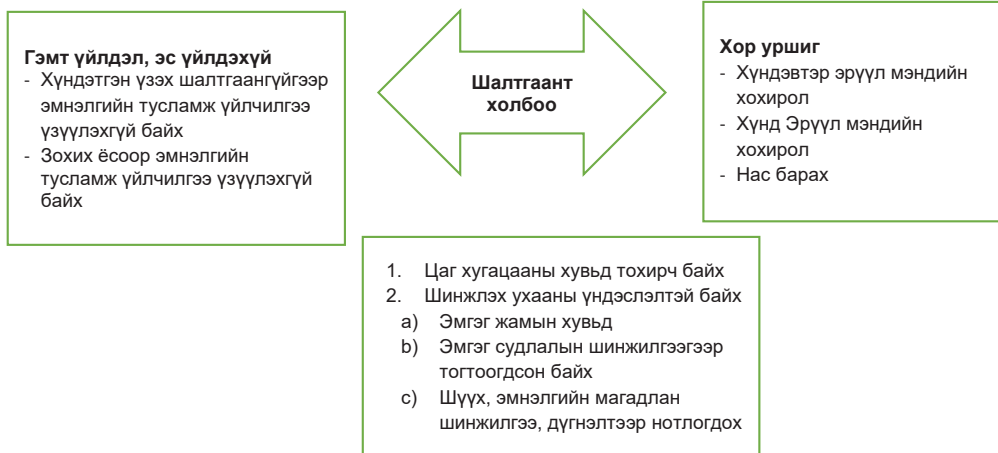 Гэмт үйлдэл, эс үйлдэхүй
- Хүндэтгэн үзэх шалтгаангүйгээр
эмнэлгийн тусламж үйлчилгээ
үзүүлэхгүй байх
- Зохих ёсоор эмнэлгийн
тусламж үйлчилгээ үзүүлэхгүй
байх
Шалтгаант
холбоо
Хор уршиг
- Хүндэвтэр эрүүл мэндийн
хохирол
- Хүнд Эрүүл мэндийн
хохирол
- Нас барах
1. Цаг хугацааны хувьд тохирч байх
2. Шинжлэх ухааны үндэслэлтэй байх
a) Эмгэг жамын хувьд
b) Эмгэг судлалын шинжилгээгээр
тогтоогдсон байх
c) Шүүх, эмнэлгийн магадлан
шинжилгээ, дүгнэлтээр нотлогдох